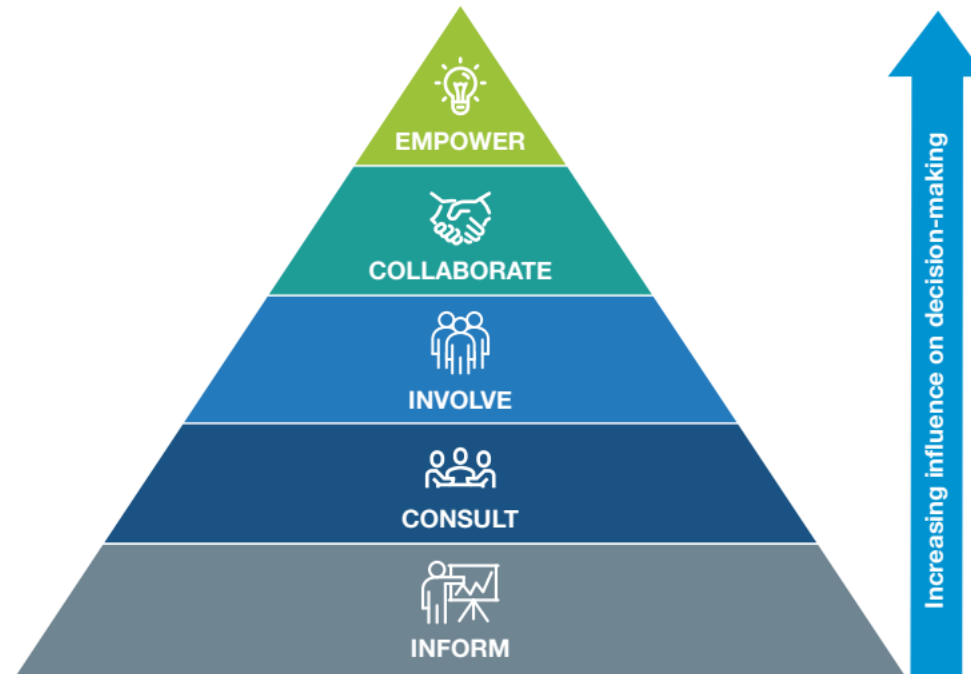 EMPOWER
COLLABORATE
INVOLVE
CONSULT
INFORM
Increasing influence on decision-making